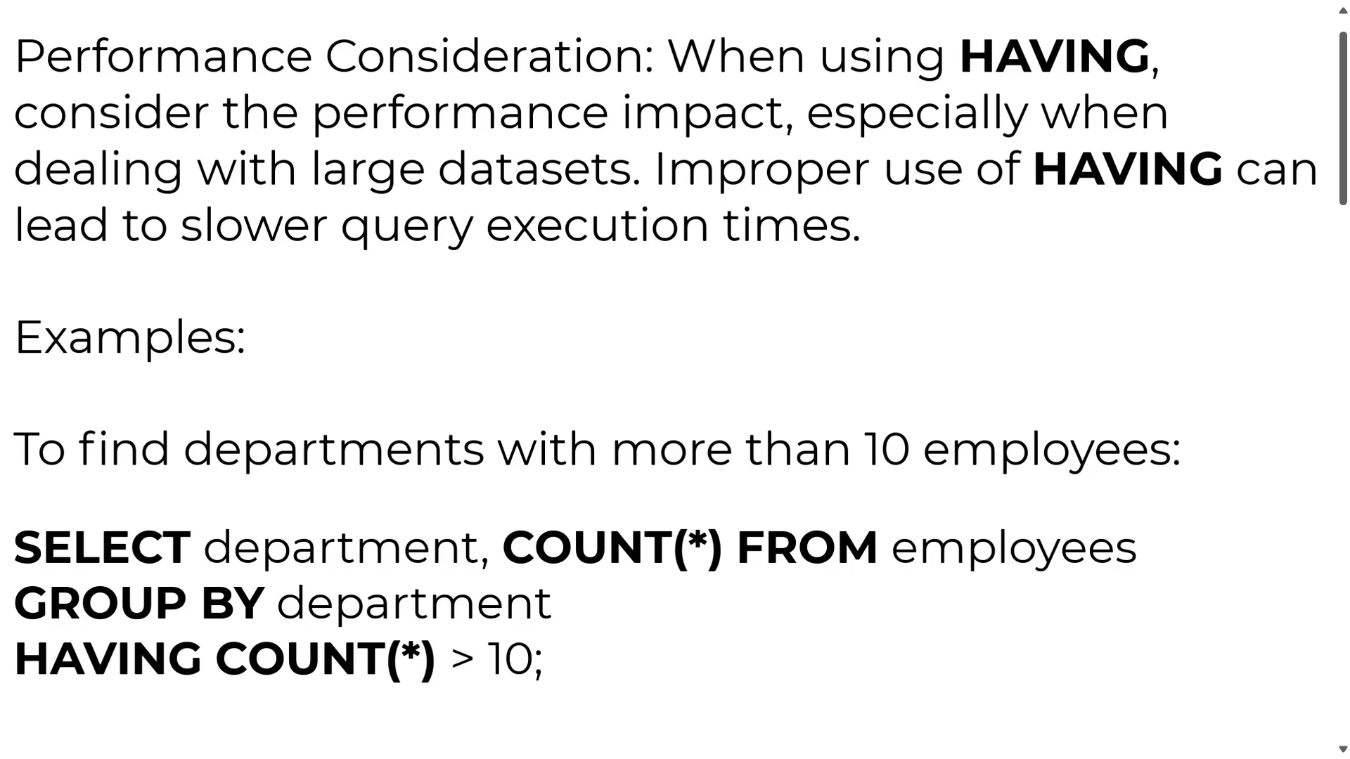 Performance Consideration: When using HAVING,
consider the performance impact, especially when
dealing with large datasets. Improper use of HAVING can
lead to slower query execution times.
Examples:
To find departments with more than 10 employees:
SELECT department, COUNT(*) FROM employees
GROUP BY department
HAVING COUNT(*) > 10;